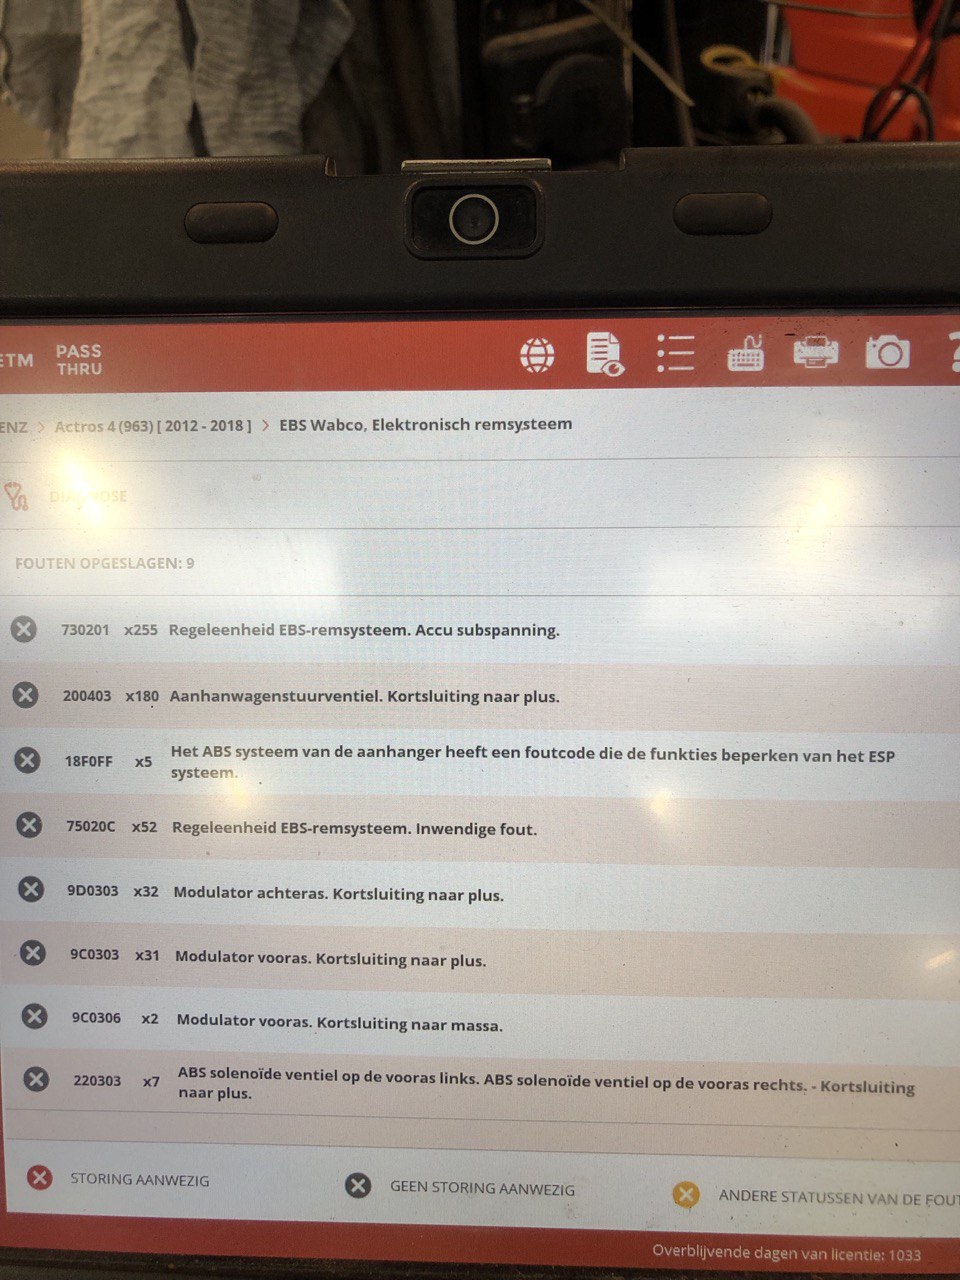 ETM
PASS
THRU
ENZ > Actros 4 (963) [ 2012 - 2018 ] > EBS Wabco, Elektronisch remsysteem
DIAGNOSE
FOUTEN OPGESLAGEN: 9
730201 x255 Regeleenheid EBS-remsysteem. Accu subspanning.
200403 x180 Aanhanwagenstuurventiel. Kortsluiting naar plus.
18F0FF x5 Het ABS systeem van de aanhanger heeft een foutcode die de funkties beperken van het ESP
systeem.
75020C x52 Regeleenheid EBS-remsysteem. Inwendige fout.
9D0303 x32 Modulator achteras. Kortsluiting naar plus.
9C0303 x31 Modulator vooras. Kortsluiting naar plus.
9C0306 x2 Modulator vooras. Kortsluiting naar massa.
220303 x7 ABS solenoïde ventiel op de vooras links. ABS solenoïde ventiel op de vooras rechts. - Kortsluiting
naar plus.
STORING AANWEZIG
GEEN STORING AANWEZIG
ANDERE STATUSSEN VAN DE FOUT
Overblijvende dagen van licentie: 1033